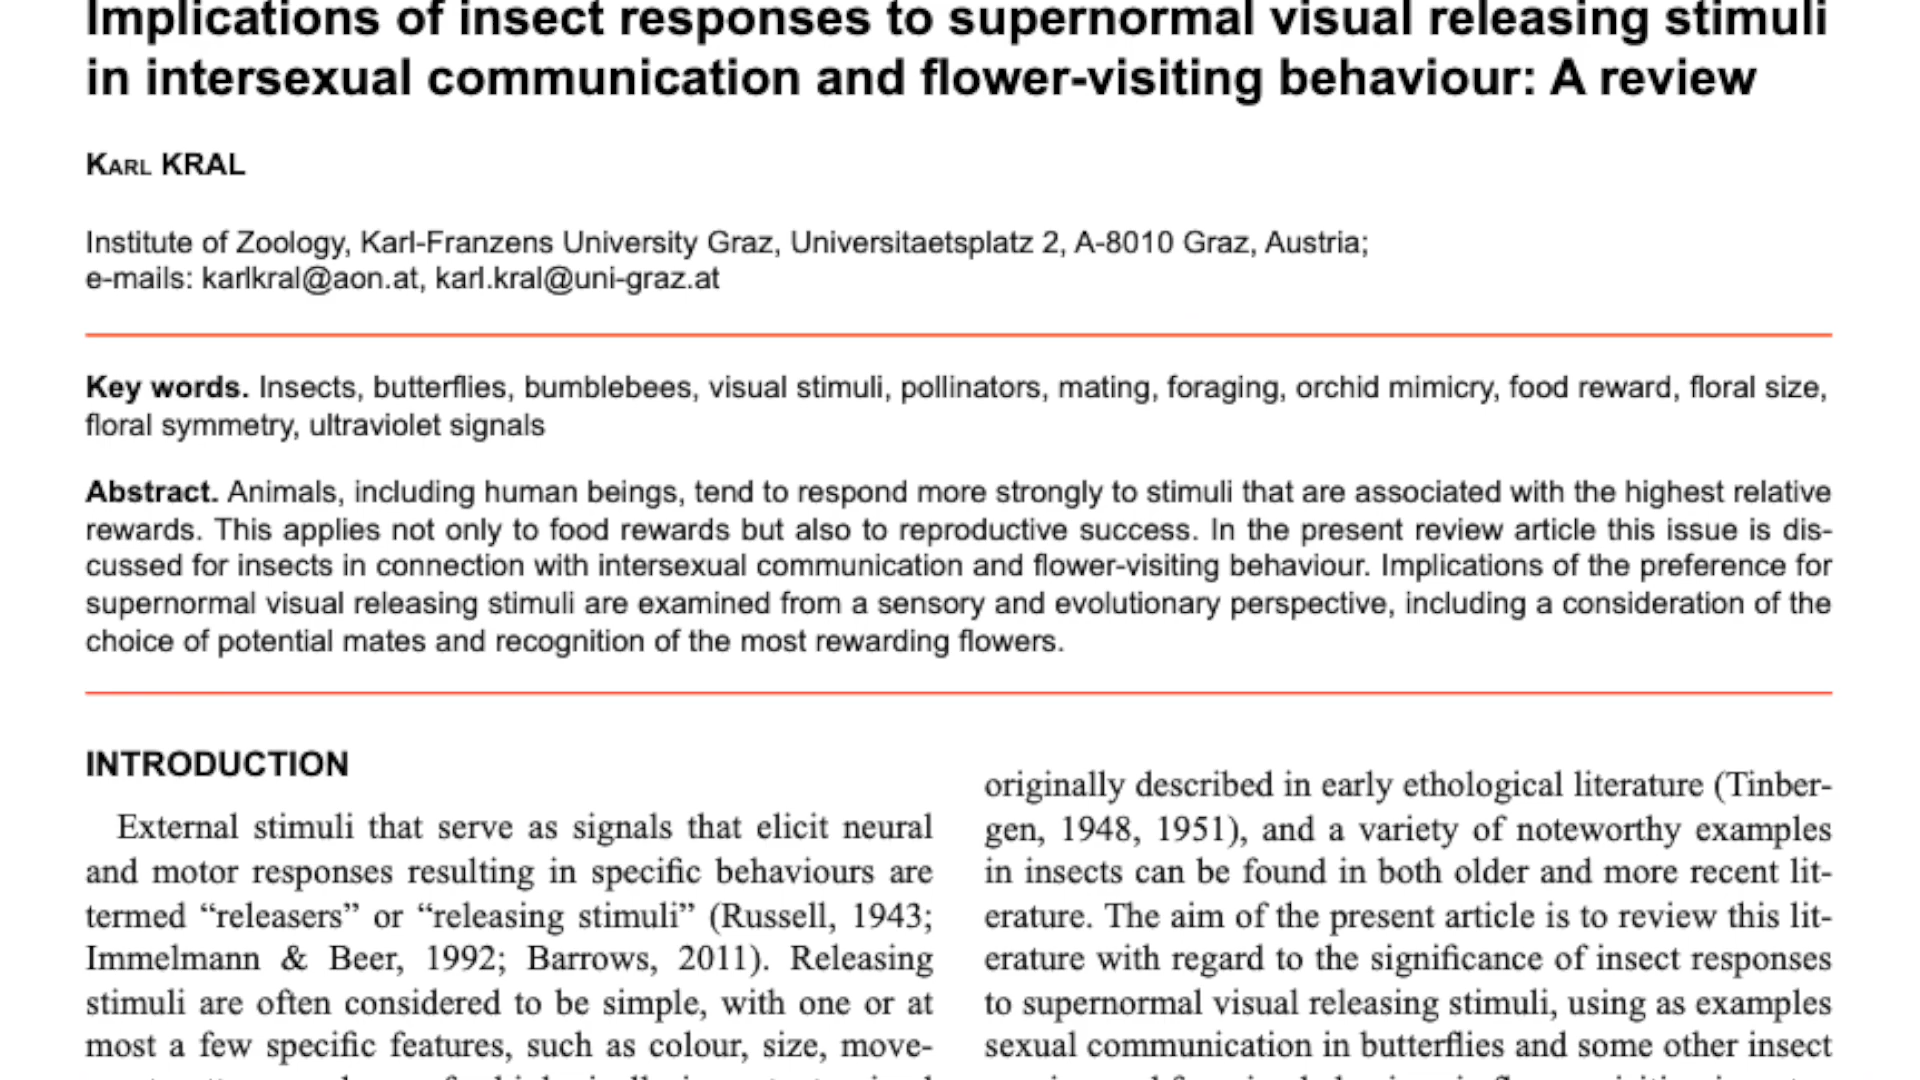 Implications of insect responses to supernormal visual releasing stimuli
in intersexual communication and flower-visiting behaviour: A review
KARL KRAL
Institute of Zoology, Karl-Franzens University Graz, Universitaetsplatz 2, A-8010 Graz, Austria;
e-mails: karlkral@aon.at, karl.kral@uni-graz.at
Key words. Insects, butterflies, bumblebees, visual stimuli, pollinators, mating, foraging, orchid mimicry, food reward, floral size,
floral symmetry, ultraviolet signals
Abstract. Animals, including human beings, tend to respond more strongly to stimuli that are associated with the highest relative
rewards. This applies not only to food rewards but also to reproductive success. In the present review article this issue is dis-
cussed for insects in connection with intersexual communication and flower-visiting behaviour. Implications of the preference for
supernormal visual releasing stimuli are examined from a sensory and evolutionary perspective, including a consideration of the
choice of potential mates and recognition of the most rewarding flowers.
INTRODUCTION
External stimuli that serve as signals that elicit neural
and motor responses resulting in specific behaviours are
termed “releasers” or “releasing stimuli” (Russell, 1943;
Immelmann & Beer, 1992; Barrows, 2011). Releasing
stimuli are often considered to be simple, with one or at
most a few specific features, such as colour, size, move-
originally described in early ethological literature (Tinber-
gen, 1948, 1951), and a variety of noteworthy examples
in insects can be found in both older and more recent lit-
erature. The aim of the present article is to review this lit-
erature with regard to the significance of insect responses
to supernormal visual releasing stimuli, using as examples
sexual communication in butterflies and some other insect